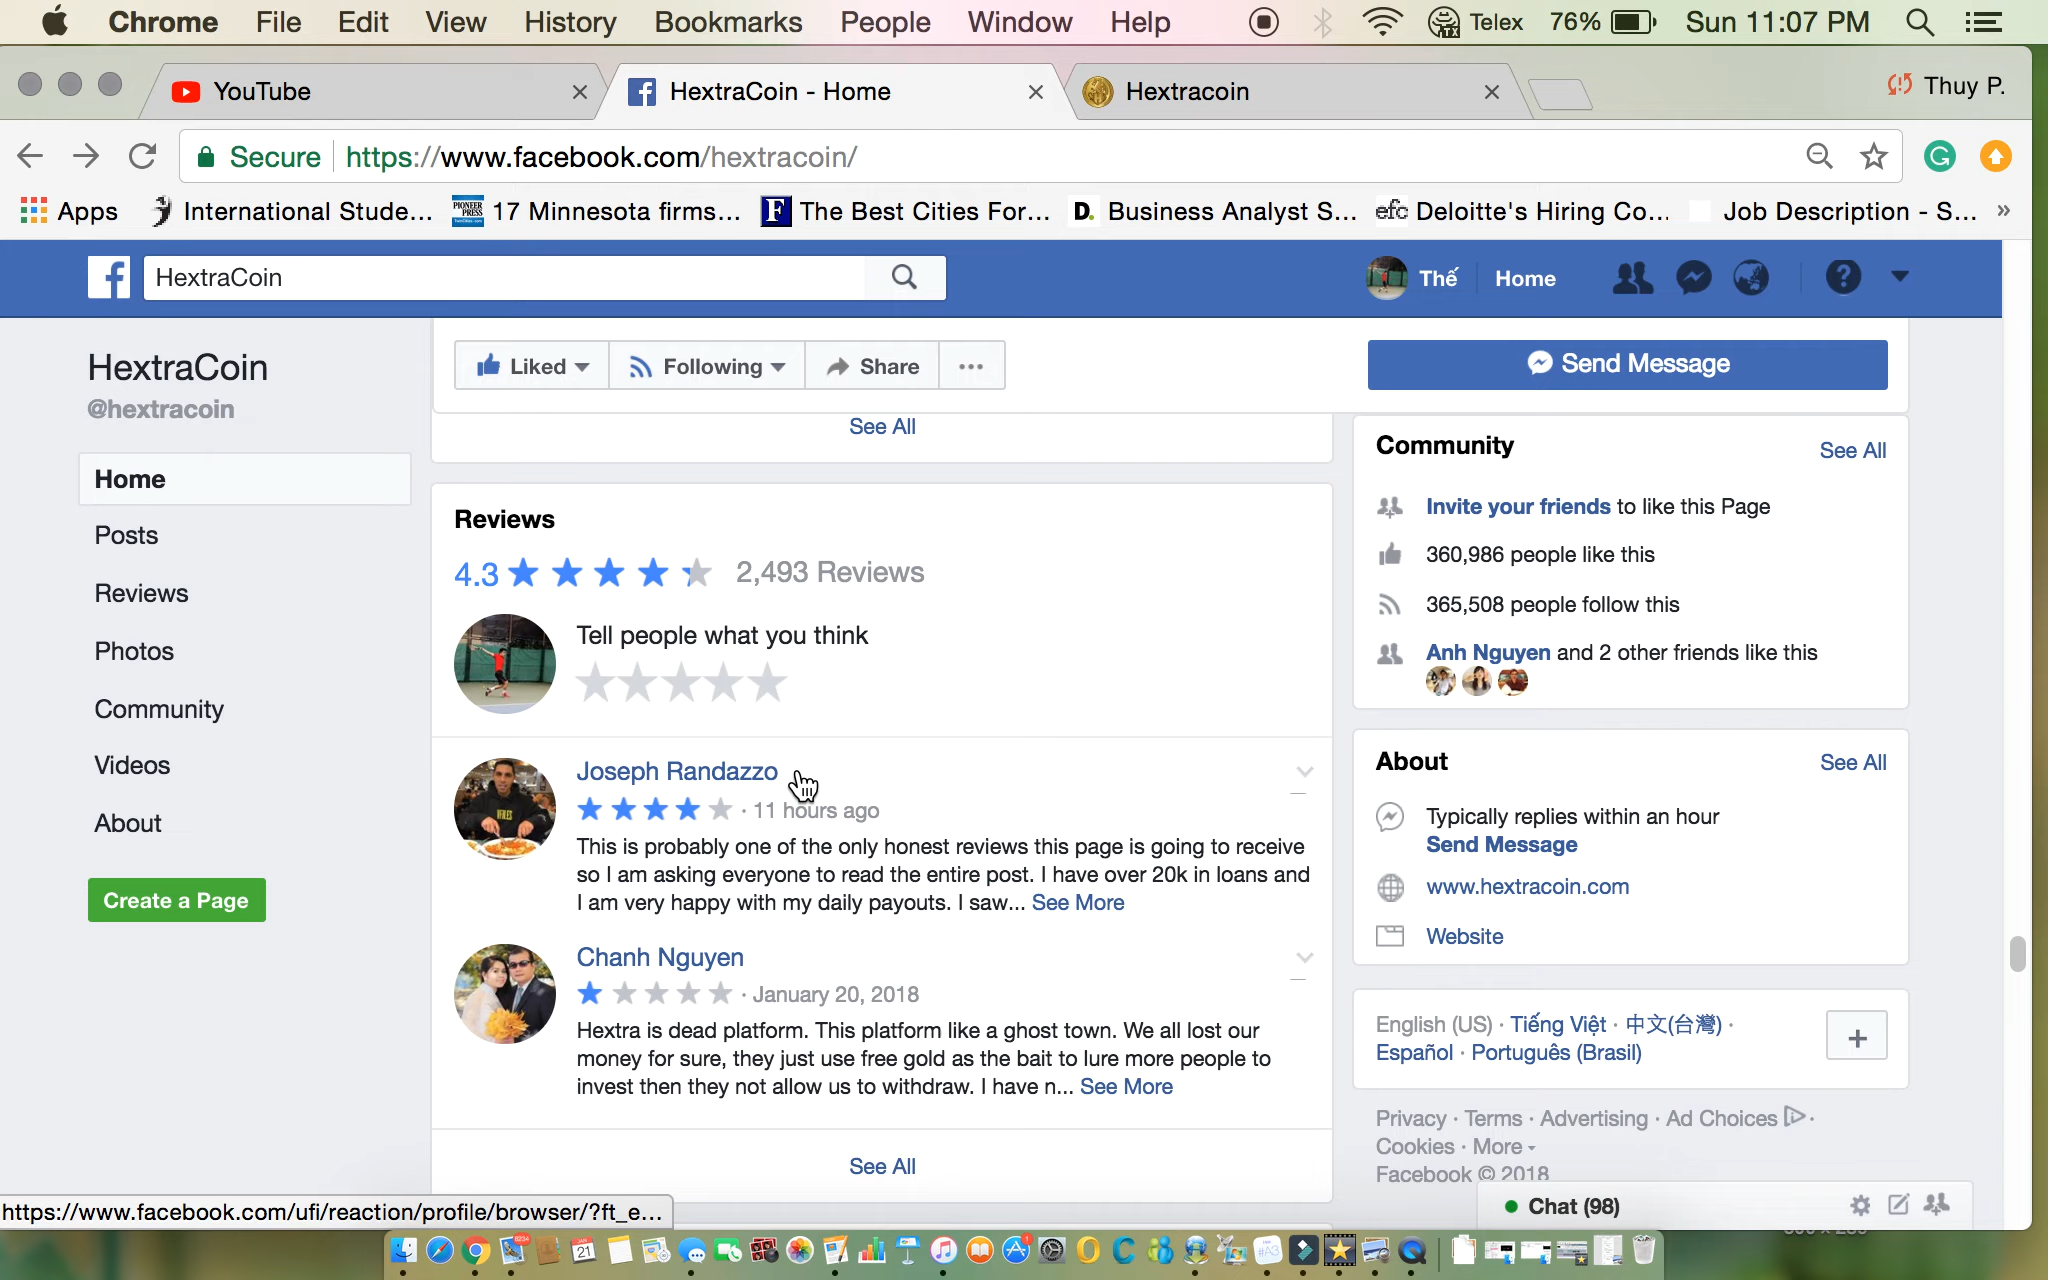 Chrome File Edit View History Bookmarks People Window Help Telex 76% Sun 11:07 PM
YouTube HextraCoin - Home Hextracoin Thuy P.
Secure https://www.facebook.com/hextracoin/
Apps International Stude... 17 Minnesota firms... The Best Cities For... Business Analyst S... Deloitte's Hiring Co... Job Description - S... »
HextraCoin Thế Home
HextraCoin
@hextracoin
Home
Posts
Reviews
Photos
Community
Videos
About
Create a Page
Liked Following Share ... Send Message
See All
Reviews
4.3 2,493 Reviews
Tell people what you think
Joseph Randazzo
· 11 hours ago
This is probably one of the only honest reviews this page is going to receive
so I am asking everyone to read the entire post. I have over 20k in loans and
I am very happy with my daily payouts. I saw... See More
Chanh Nguyen
· January 20, 2018
Hextra is dead platform. This platform like a ghost town. We all lost our
money for sure, they just use free gold as the bait to lure more people to
invest then they not allow us to withdraw. I have n... See More
See All
Community See All
Invite your friends to like this Page
360,986 people like this
365,508 people follow this
Anh Nguyen and 2 other friends like this
About See All
Typically replies within an hour
Send Message
www.hextracoin.com
Website
English (US) · Tiếng Việt · 中文(台灣) ·
Español · Português (Brasil)
Privacy · Terms · Advertising · Ad Choices ·
Cookies · More
Facebook © 2018
Chat (98)
https://www.facebook.com/ufi/reaction/profile/browser/?ft_e...